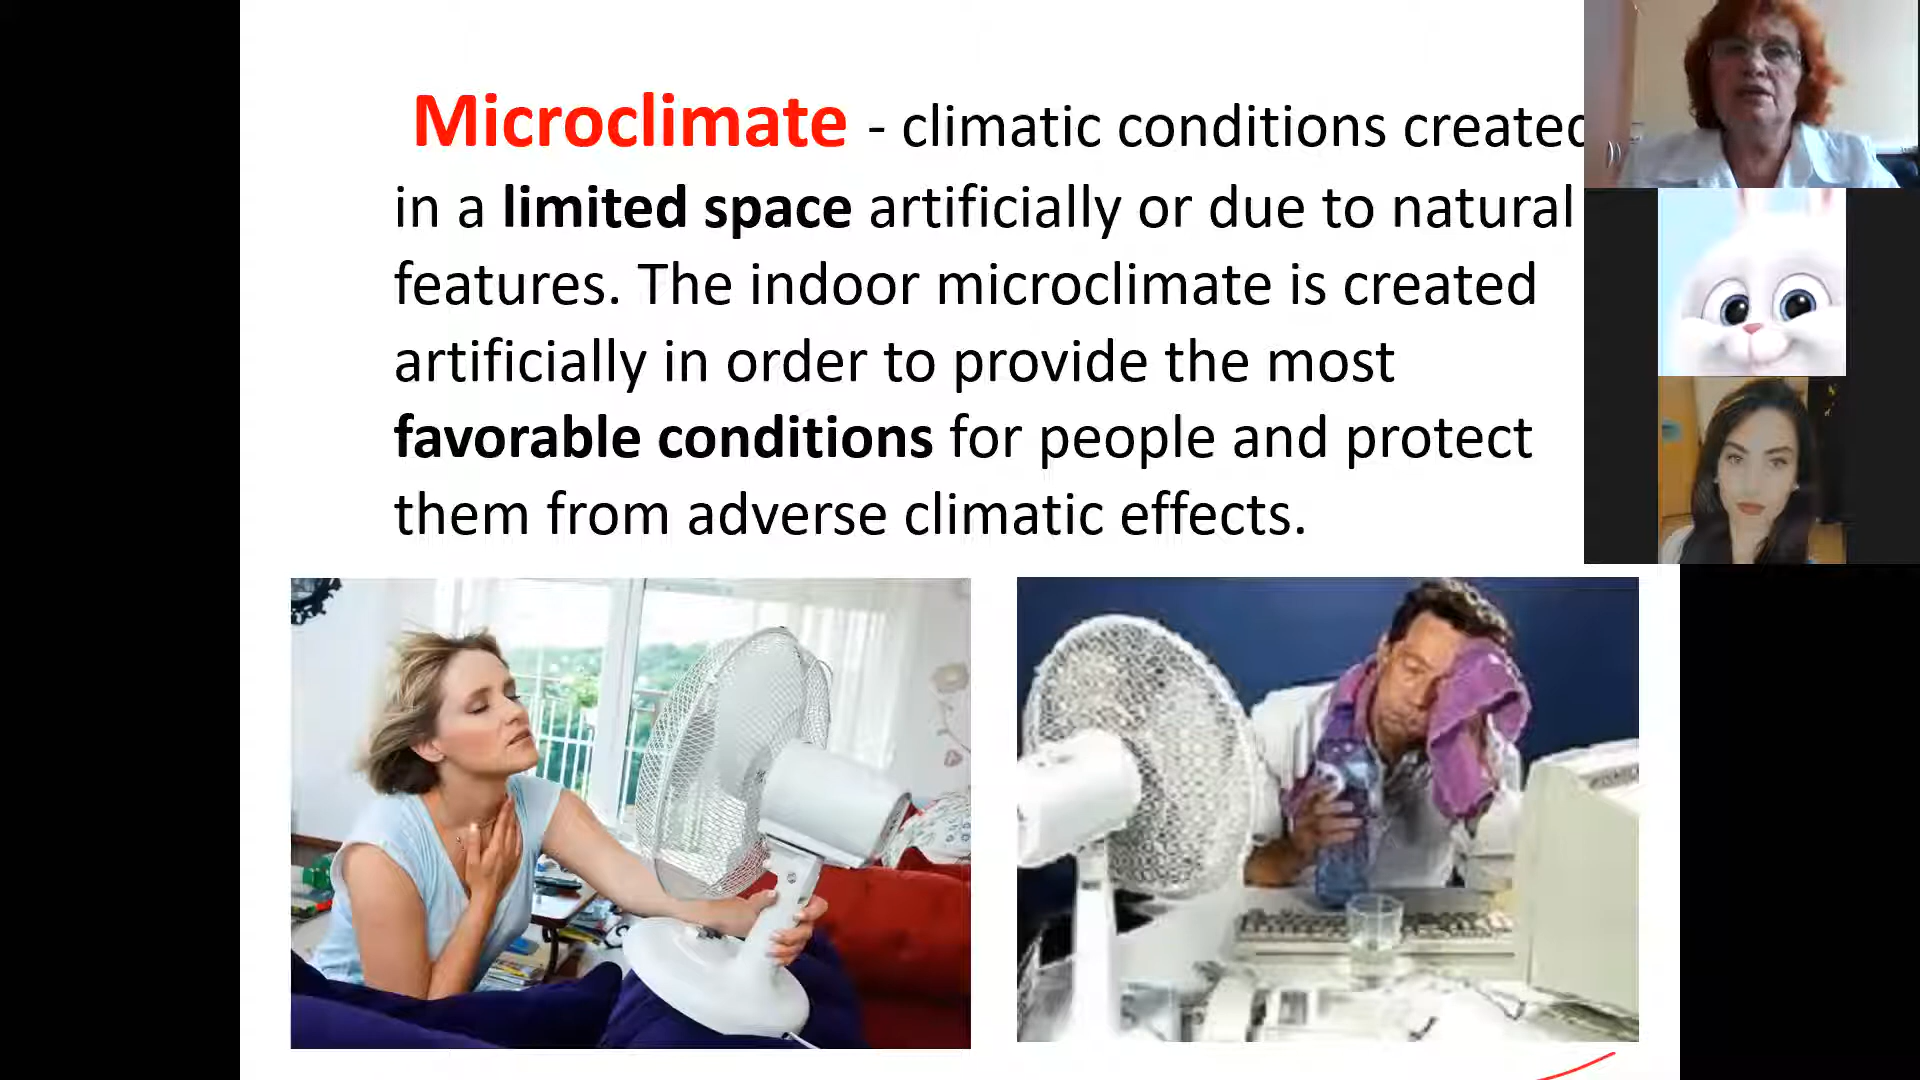 Microclimate - climatic conditions created
in a limited space artificially or due to natural
features. The indoor microclimate is created
artificially in order to provide the most
favorable conditions for people and protect
them from adverse climatic effects.